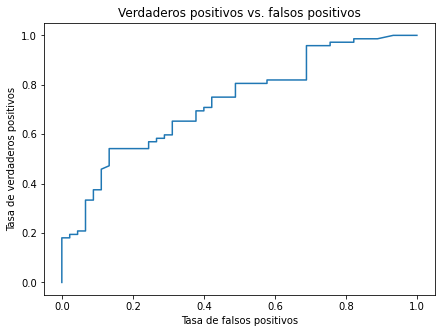 Verdaderos positivos vs. falsos positivos
Tasa de verdaderos positivos
1.0
0.8
0.6
0.4
0.2
0.0
0.0 0.2 0.4 0.6 0.8 1.0
Tasa de falsos positivos